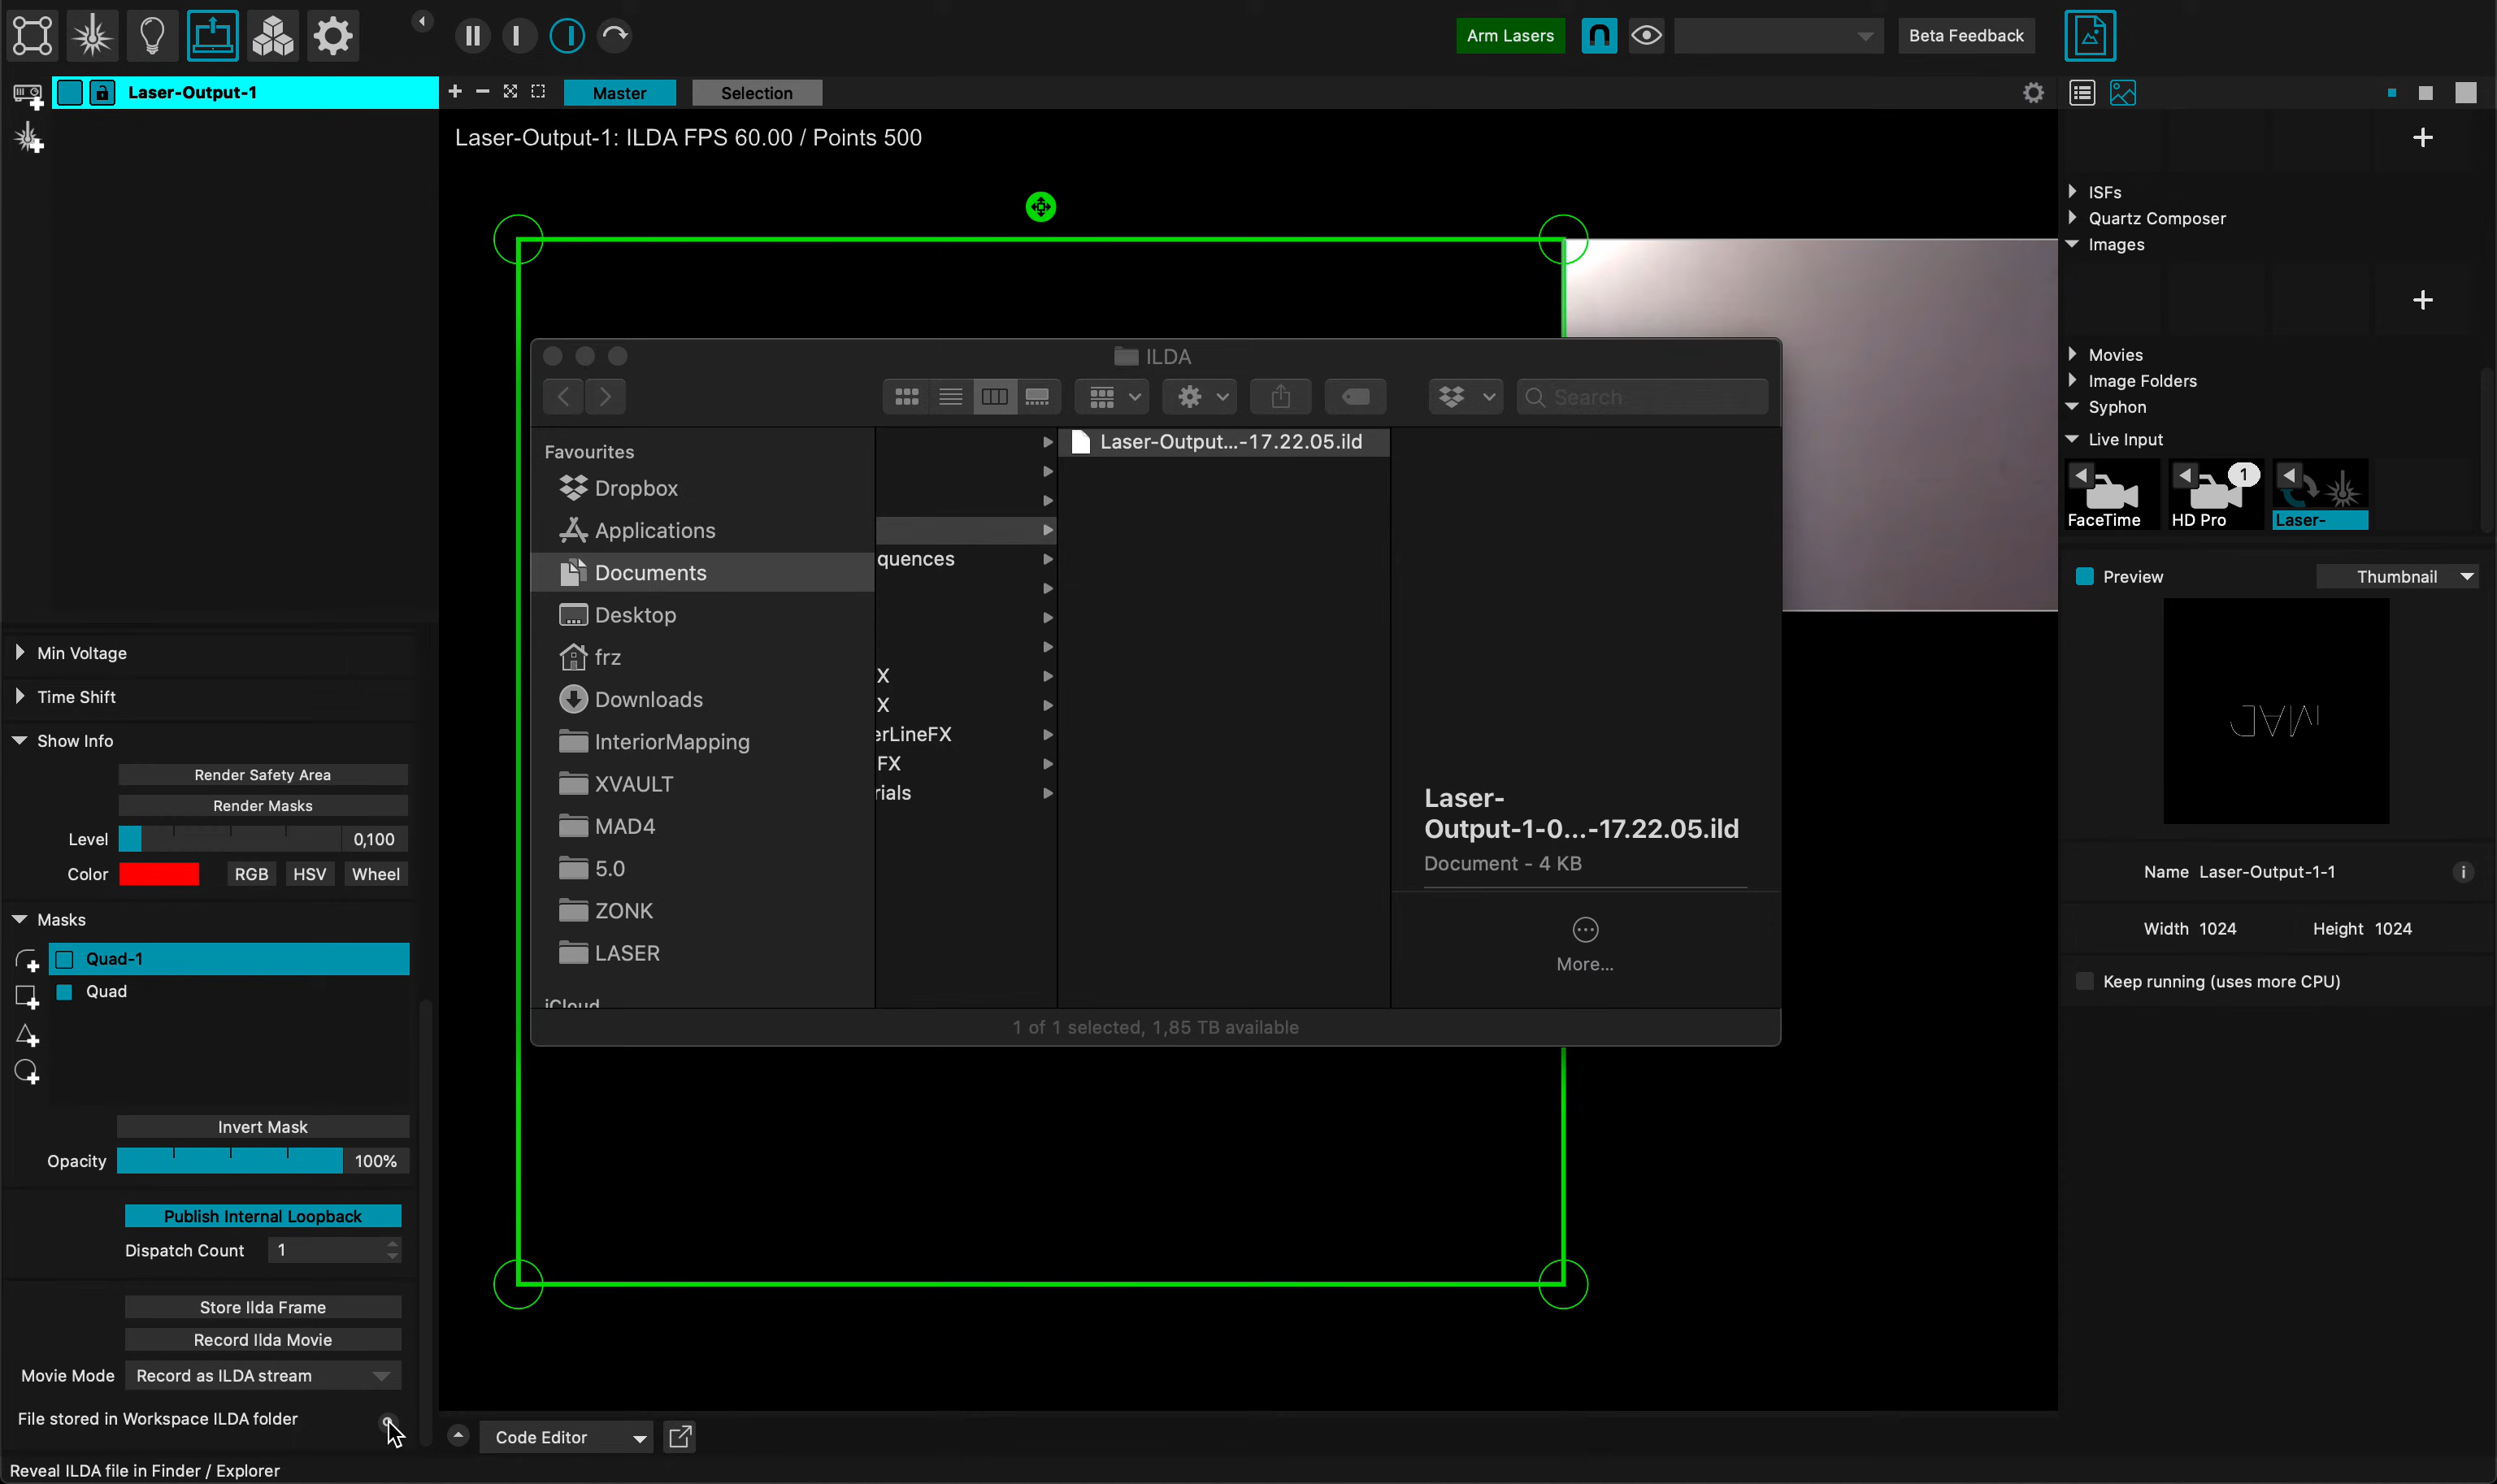 Arm Lasers
Beta Feedback
Laser-Output-1
Master
Selection
Laser-Output-1: ILDA FPS 60.00 / Points 500
Min Voltage
Time Shift
Show Info
Render Safety Area
Render Masks
Level 0,100
Color RGB HSV Wheel
Masks
Quad-1
Quad
Invert Mask
Opacity 100%
Publish Internal Loopback
Dispatch Count 1
Store Ilda Frame
Record Ilda Movie
Movie Mode Record as ILDA stream
File stored in Workspace ILDA folder
Reveal ILDA file in Finder / Explorer
ILDA
Search
Favourites
Dropbox
Applications
Documents
Desktop
frz
Downloads
InteriorMapping
XVAULT
MAD4
5.0
ZONK
LASER
iCloud
quences
X
X
erLineFX
FX
rials
Laser-Output...-17.22.05.ild
Laser-
Output-1-0...-17.22.05.ild
Document - 4 KB
More...
1 of 1 selected, 1,85 TB available
Code Editor
ISFs
Quartz Composer
Images
Movies
Image Folders
Syphon
Live Input
1
FaceTime
HD Pro
Laser-
Preview
Thumbnail
Name Laser-Output-1-1
Width 1024 Height 1024
Keep running (uses more CPU)